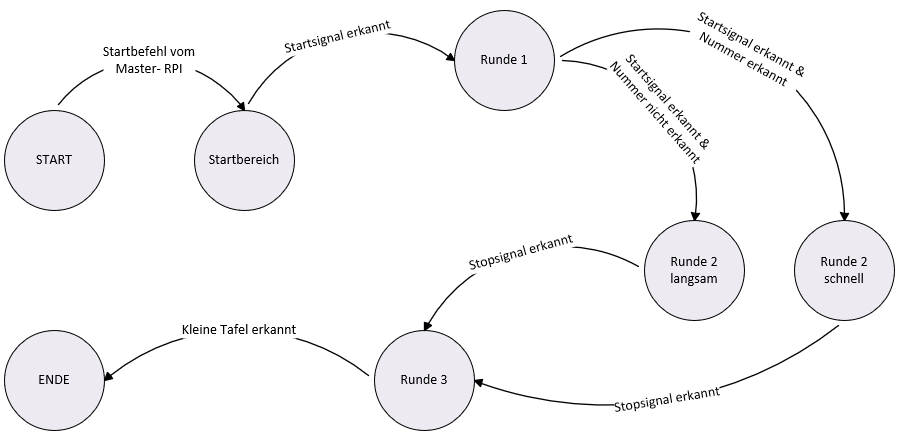 Startbefehl vom
Master- RPI
Startsignal erkannt
Runde 1
Startsignal erkannt &
Nummer erkannt
Startsignal erkannt &
Nummer nicht erkannt
START
Startbereich
Runde 2
langsam
Runde 2
schnell
Stopsignal erkannt
Kleine Tafel erkannt
ENDE
Runde 3
Stopsignal erkannt